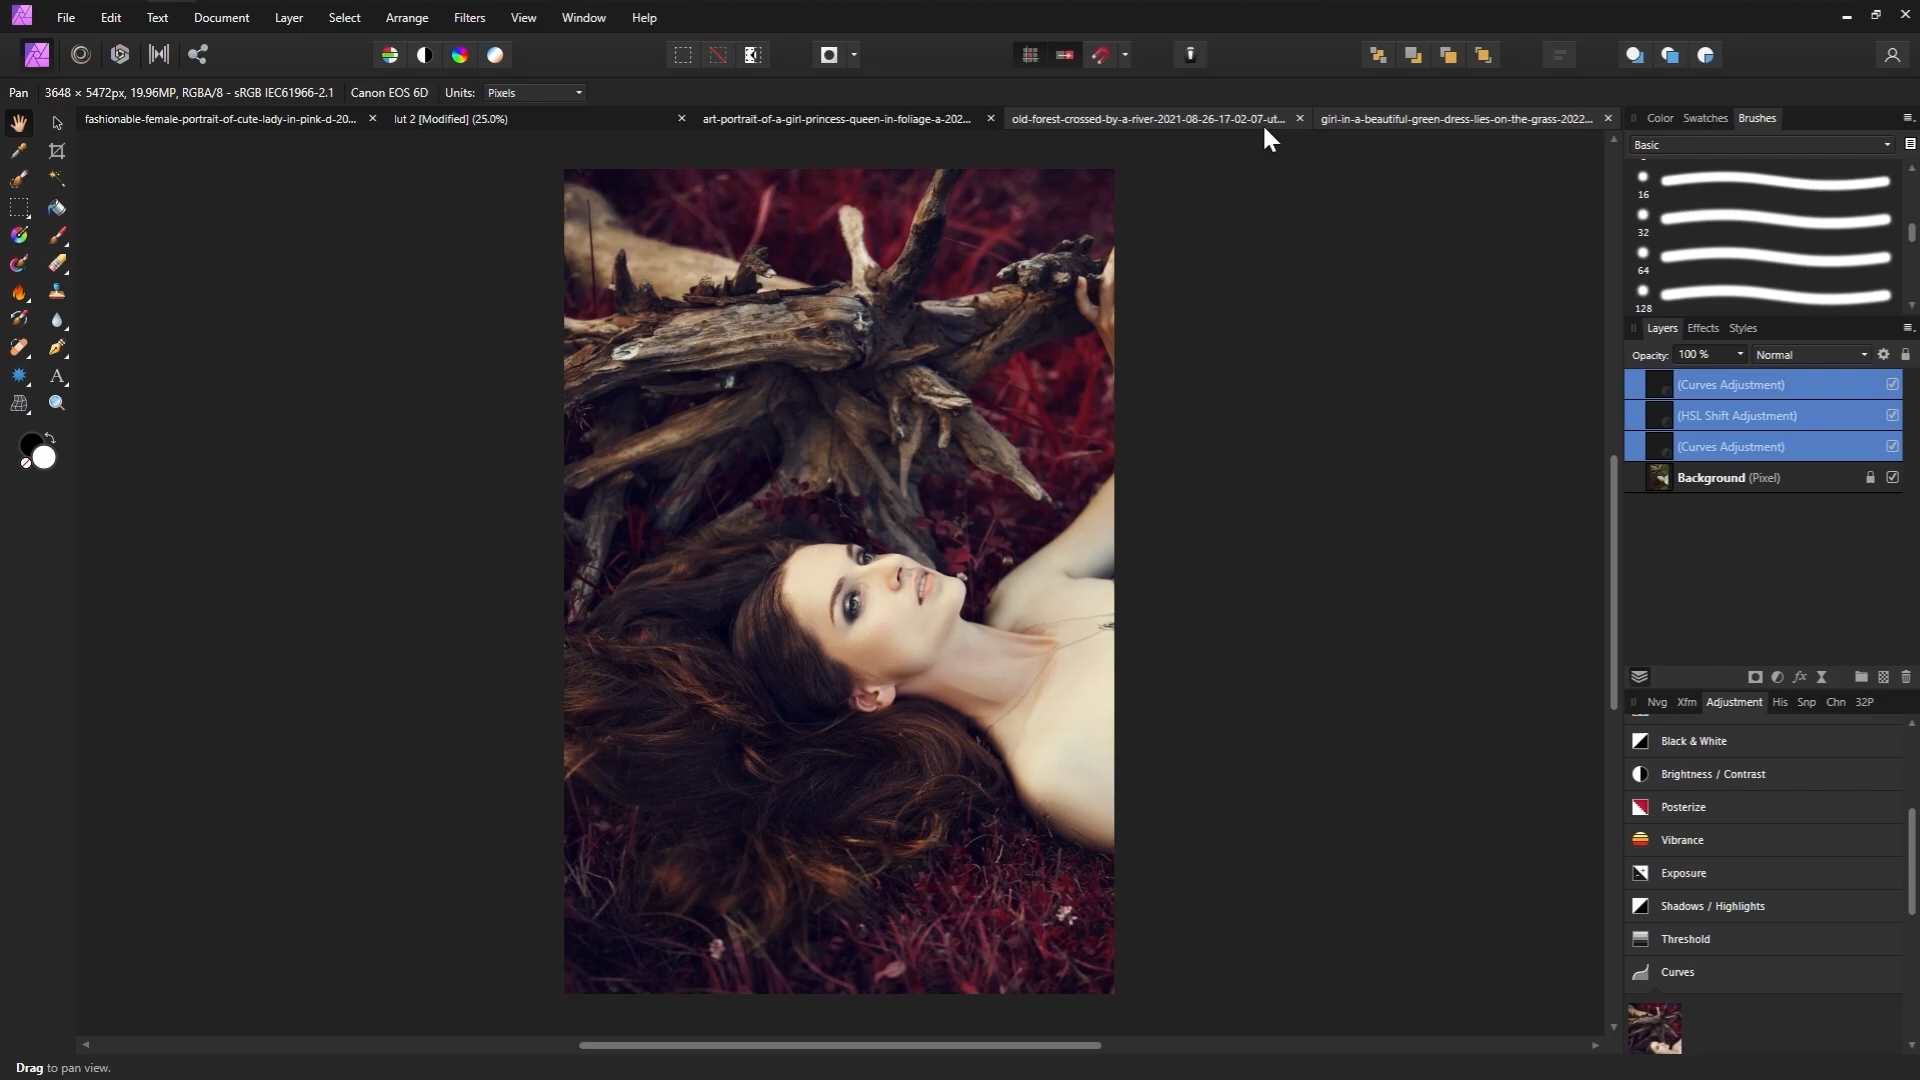 File Edit Text Document Layer Select Arrange Filters View Window Help
Pan 3648 × 5472px, 19.96MP, RGBA/8 - sRGB IEC61966-2.1 Canon EOS 6D Units: Pixels
fashionable-female-portrait-of-cute-lady-in-pink-d-20... lut 2 [Modified] (25.0%) art-portrait-of-a-girl-princess-queen-in-foliage-a-202... old-forest-crossed-by-a-river-2021-08-26-17-02-07-ut... girl-in-a-beautiful-green-dress-lies-on-the-grass-2022...
Color Swatches Brushes
Basic
16
32
64
128
Layers Effects Styles
Opacity: 100 % Normal
(Curves Adjustment)
(HSL Shift Adjustment)
(Curves Adjustment)
Background (Pixel)
Nvg Xfm Adjustment His Snp Chn 32P
Black & White
Brightness / Contrast
Posterize
Vibrance
Exposure
Shadows / Highlights
Threshold
Curves
Drag to pan view.